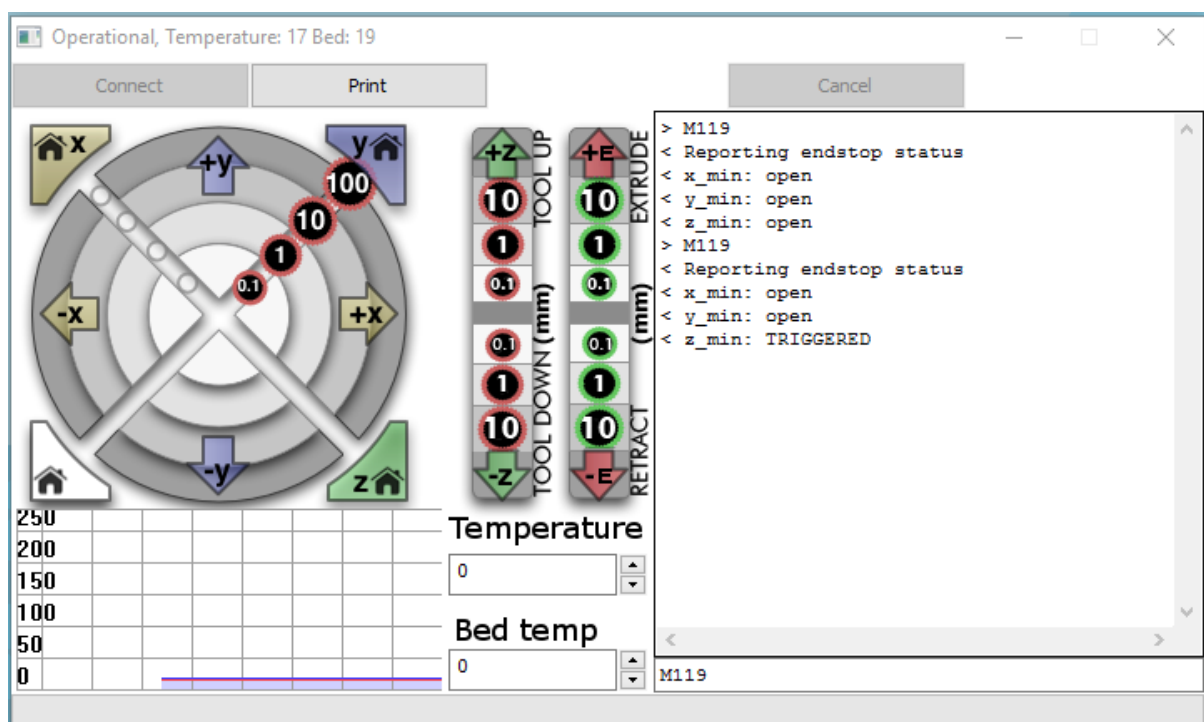 Operational, Temperature: 17 Bed: 19
Connect Print Cancel
x y
+y
100
10
1
0.1
-x +x
-y
z
+Z
10
1
0.1
0.1
1
10
-Z
TOOL UP
TOOL DOWN (mm)
+E
10
1
0.1
0.1
1
10
-E
EXTRUDE
RETRACT (mm)
250
200
150
100
50
0
Temperature
0
Bed temp
0
> M119
< Reporting endstop status
< x_min: open
< y_min: open
< z_min: open
> M119
< Reporting endstop status
< x_min: open
< y_min: open
< z_min: TRIGGERED
M119